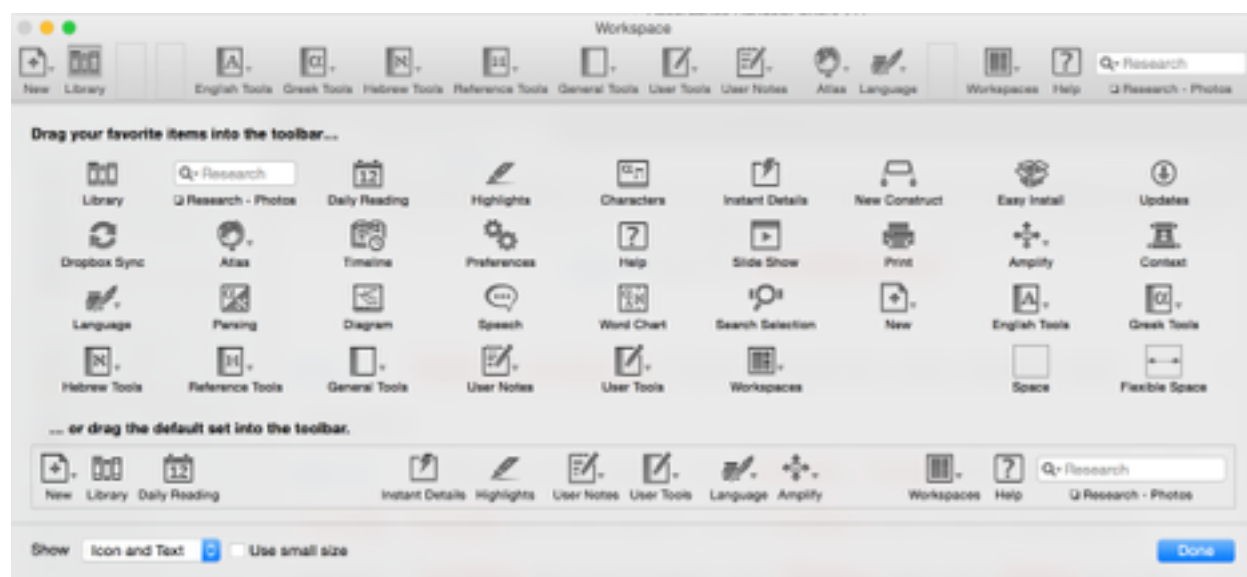 Workspace
Research
New Library English Tools Greek Tools Hebrew Tools Reference Tools General Tools User Tools User Notes Atlas Language Workspaces Help Research - Photos
Drag your favorite items into the toolbar...
12
Research
Library Research - Photos Daily Reading Highlights Characters Instant Details New Construct Easy Install Updates
Dropbox Sync Atlas Timeline Preferences Help Slide Show Print Amplify Context
Language Parsing Diagram Speech Word Chart Search Selection New English Tools Greek Tools
Hebrew Tools Reference Tools General Tools User Notes User Tools Workspaces Space Flexible Space
... or drag the default set into the toolbar.
12
Research
New Library Daily Reading Instant Details Highlights User Notes User Tools Language Amplify Workspaces Help Research - Photos
Show Icon and Text Use small size Done